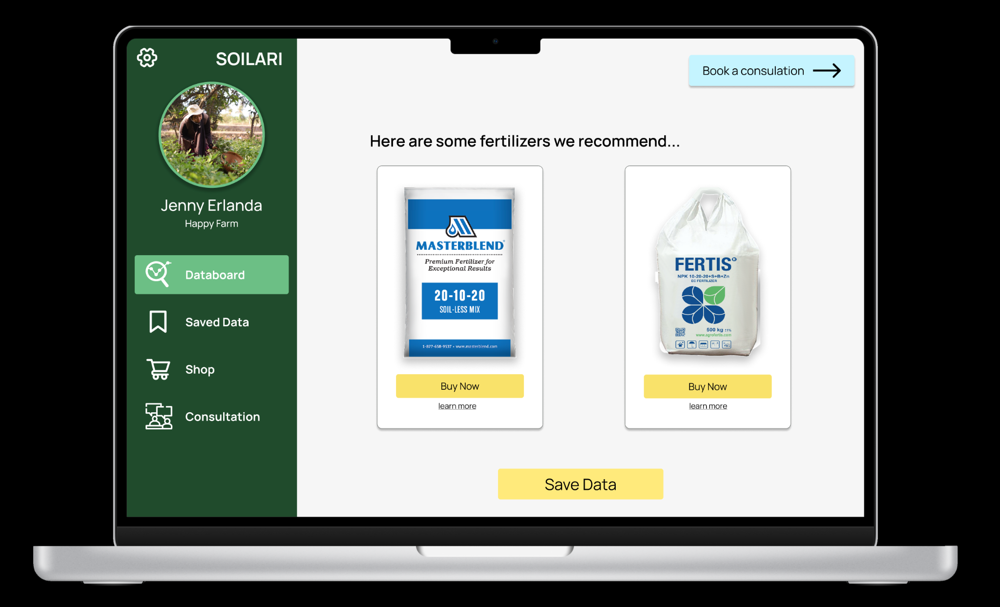 SOILARI
Jenny Erlanda
Happy Farm
Databoard
Saved Data
Shop
Consultation
Book a consulation
Here are some fertilizers we recommend...
MASTERBLEND®
Premium Fertilizer for
Exceptional Results
20-10-20
SOIL-LESS MIX
1-877-658-9537 • www.masterblend.com
Buy Now
learn more
FERTIS®
NPK 10-20-20+S+B+Zn
EC FERTILIZER
500 kg ±1%
www.agrofertis.com
Buy Now
learn more
Save Data